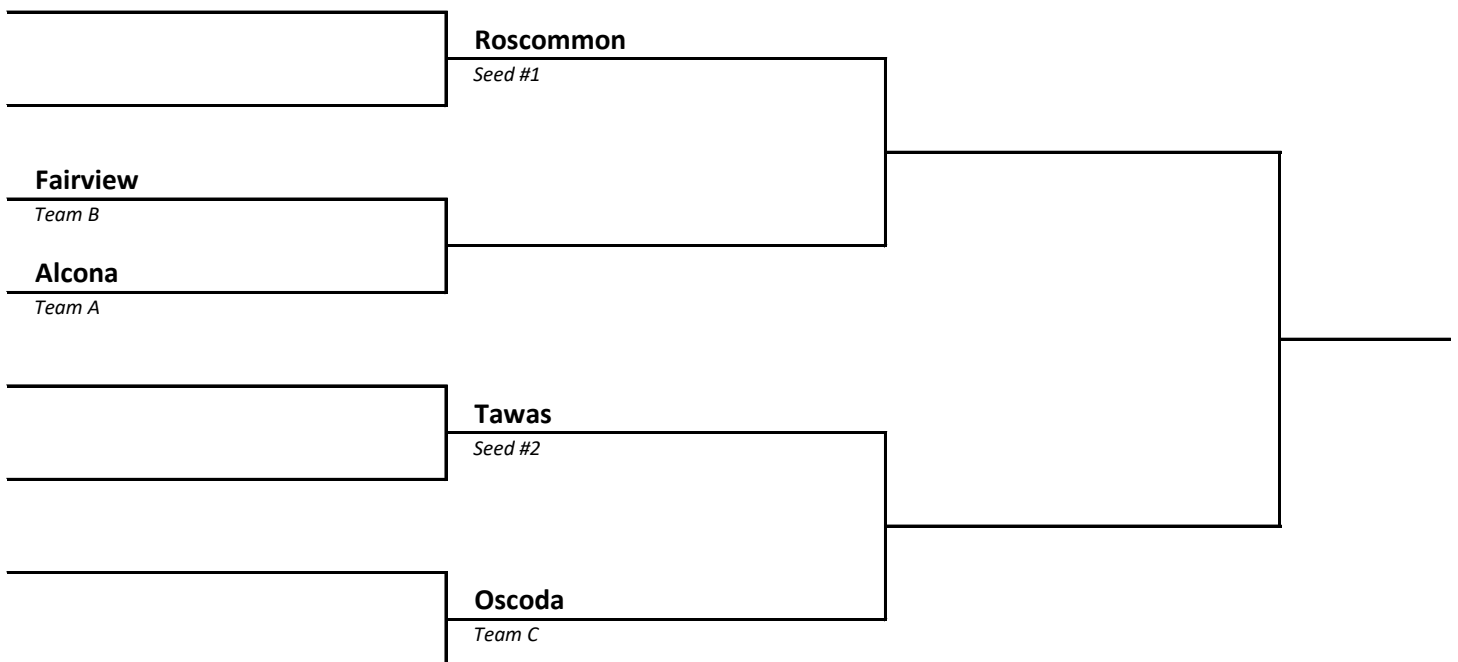 Roscommon
Seed #1
Fairview
Team B
Alcona
Team A
Tawas
Seed #2
Oscoda
Team C